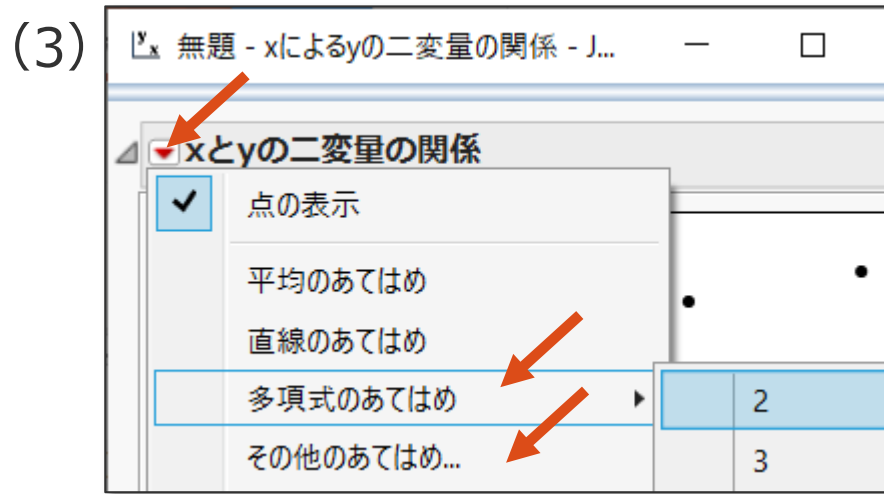 (3)
無題 - xによるyの二変量の関係 - J...
xとyの二変量の関係
点の表示
平均のあてはめ
直線のあてはめ
多項式のあてはめ
2
その他のあてはめ...
3